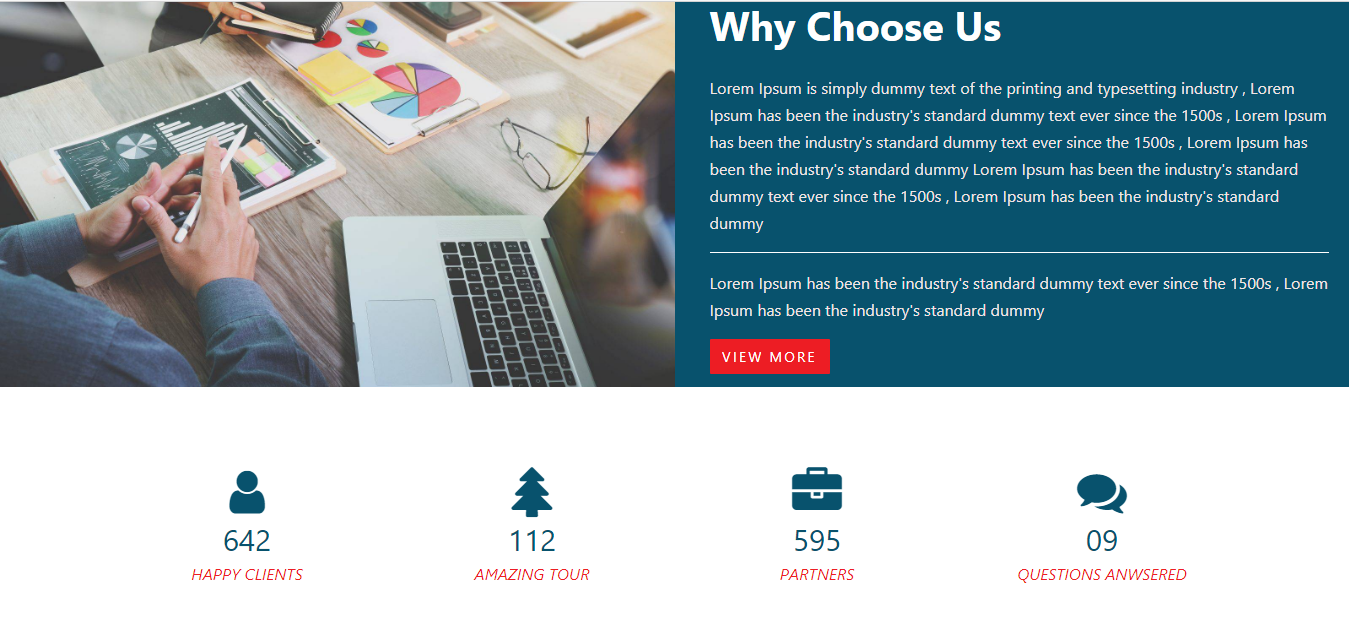 Why Choose Us
Lorem Ipsum is simply dummy text of the printing and typesetting industry , Lorem
Ipsum has been the industry's standard dummy text ever since the 1500s , Lorem Ipsum
has been the industry's standard dummy text ever since the 1500s , Lorem Ipsum has
been the industry's standard dummy Lorem Ipsum has been the industry's standard
dummy text ever since the 1500s , Lorem Ipsum has been the industry's standard
dummy
Lorem Ipsum has been the industry's standard dummy text ever since the 1500s , Lorem
Ipsum has been the industry's standard dummy
VIEW MORE
642
HAPPY CLIENTS
112
AMAZING TOUR
595
PARTNERS
09
QUESTIONS ANWSERED